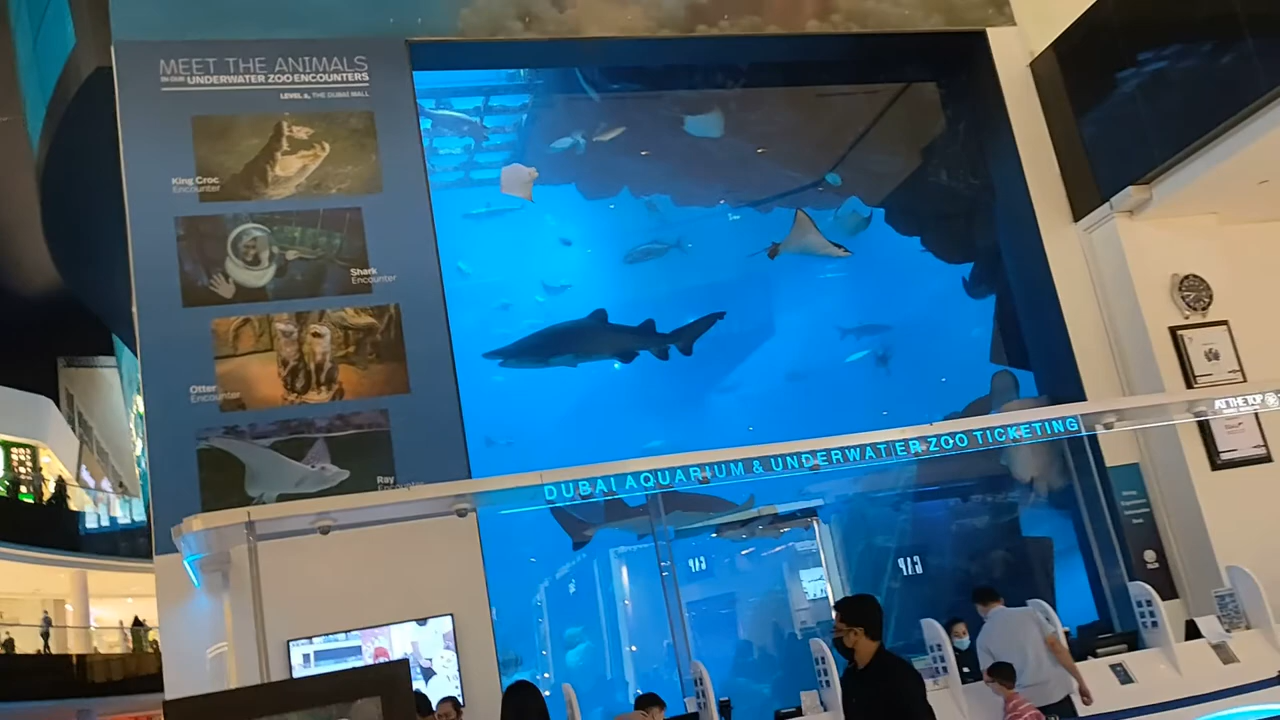 MEET THE ANIMALS
IN OUR UNDERWATER ZOO ENCOUNTERS
LEVEL 2, THE DUBAI MALL
King Croc
Encounter
Shark
Encounter
Otter
Encounter
Ray
Encounter
DUBAI AQUARIUM & UNDERWATER ZOO TICKETING
AT THE TOP